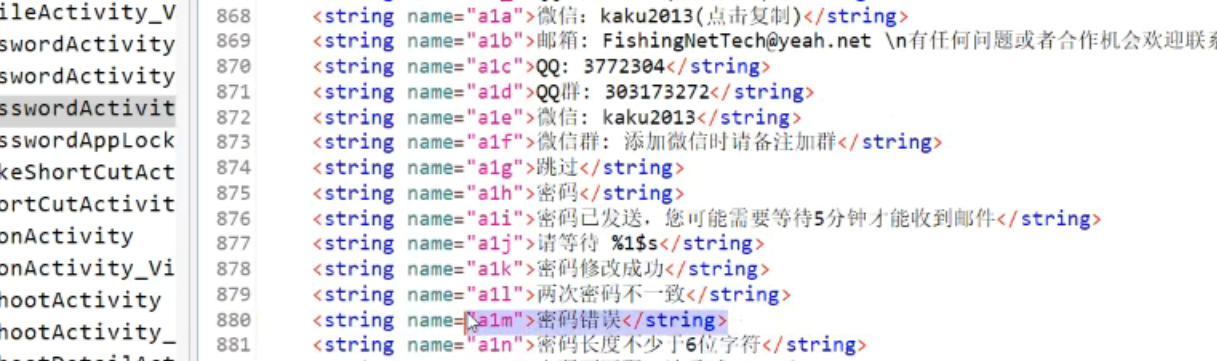 ileActivity_V
swordActivity
swordActivity
sswordActivit
sswordAppLock
keShortCutAct
ortCutActivit
onActivity
onActivity_Vi
hootActivity
hootActivity_
868 <string name="a1a">微信: kaku2013(点击复制)</string>
869 <string name="a1b">邮箱: FishingNetTech@yeah.net \n有任何问题或者合作机会欢迎联系
870 <string name="a1c">QQ: 3772304</string>
871 <string name="a1d">QQ群: 303173272</string>
872 <string name="a1e">微信: kaku2013</string>
873 <string name="a1f">微信群: 添加微信时请备注加群</string>
874 <string name="a1g">跳过</string>
875 <string name="a1h">密码</string>
876 <string name="a1i">密码已发送，您可能需要等待5分钟才能收到邮件</string>
877 <string name="a1j">请等待 %1$s</string>
878 <string name="a1k">密码修改成功</string>
879 <string name="a1l">两次密码不一致</string>
880 <string name="a1m">密码错误</string>
881 <string name="a1n">密码长度不少于6位字符</string>